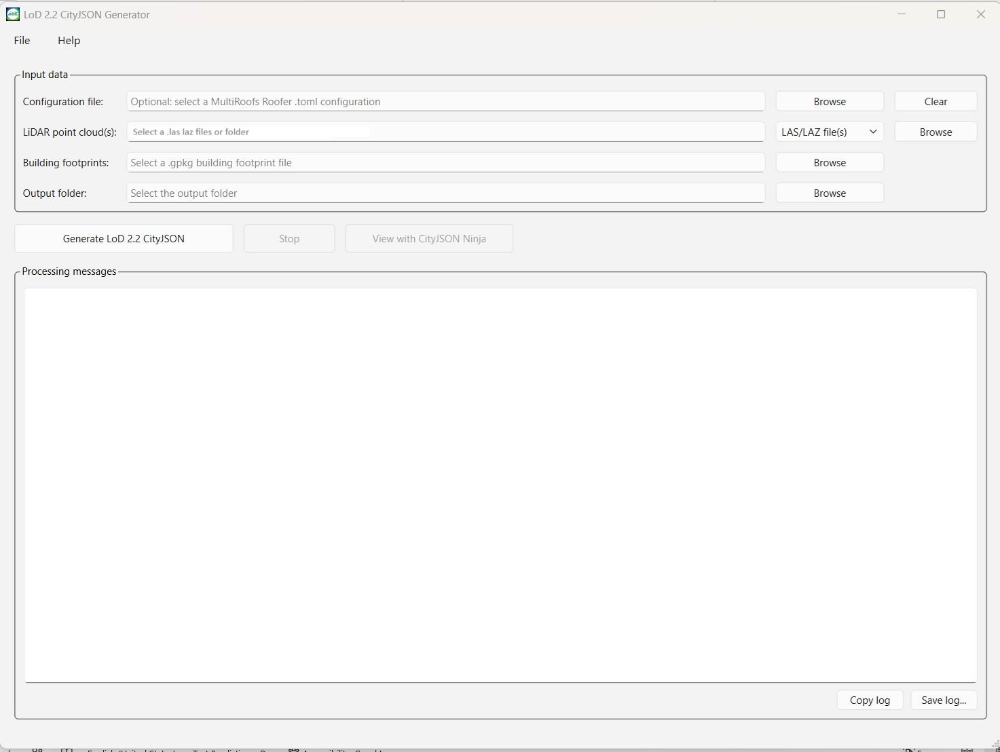 LoD 2.2 CityJSON Generator
File Help
Input data
Configuration file: Optional: select a MultiRoofs Roofer .toml configuration Browse Clear
LiDAR point cloud(s): Select a .las laz files or folder LAS/LAZ file(s) Browse
Building footprints: Select a .gpkg building footprint file Browse
Output folder: Select the output folder Browse
Generate LoD 2.2 CityJSON Stop View with CityJSON Ninja
Processing messages
Copy log Save log...